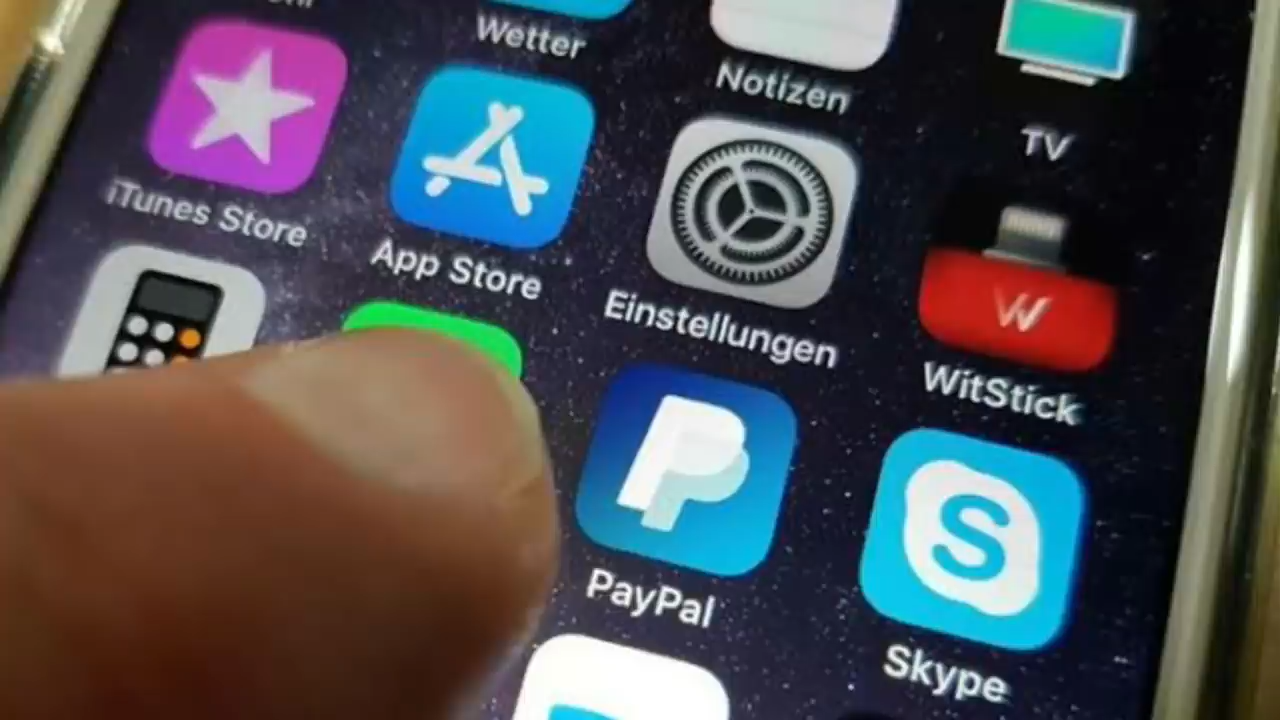 Wetter
Notizen
TV
iTunes Store
App Store
Einstellungen
W
WitStick
PayPal
S
Skype